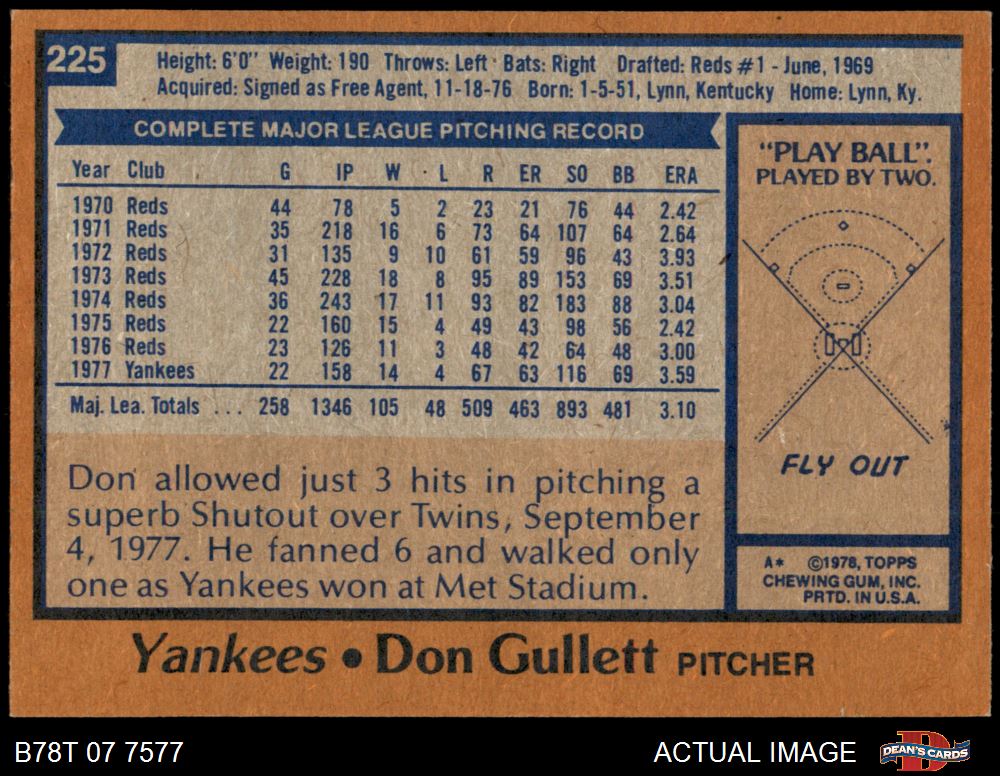 225
Height: 6'0" Weight: 190 Throws: Left Bats: Right Drafted: Reds #1 - June, 1969
Acquired: Signed as Free Agent, 11-18-76 Born: 1-5-51, Lynn, Kentucky Home: Lynn, Ky.
COMPLETE MAJOR LEAGUE PITCHING RECORD
Year Club G IP W L R ER SO BB ERA
1970 Reds 44 78 5 2 23 21 76 44 2.42
1971 Reds 35 218 16 6 73 64 107 64 2.64
1972 Reds 31 135 9 10 61 59 96 43 3.93
1973 Reds 45 228 18 8 95 89 153 69 3.51
1974 Reds 36 243 17 11 93 82 183 88 3.04
1975 Reds 22 160 15 4 49 43 98 56 2.42
1976 Reds 23 126 11 3 48 42 64 48 3.00
1977 Yankees 22 158 14 4 67 63 116 69 3.59
Maj. Lea. Totals ... 258 1346 105 48 509 463 893 481 3.10
Don allowed just 3 hits in pitching a
superb Shutout over Twins, September
4, 1977. He fanned 6 and walked only
one as Yankees won at Met Stadium.
"PLAY BALL".
PLAYED BY TWO.
FLY OUT
A* ©1978, TOPPS
CHEWING GUM, INC.
PRTD. IN U.S.A.
Yankees • Don Gullett PITCHER
B78T 07 7577
ACTUAL IMAGE
DEAN'S CARDS